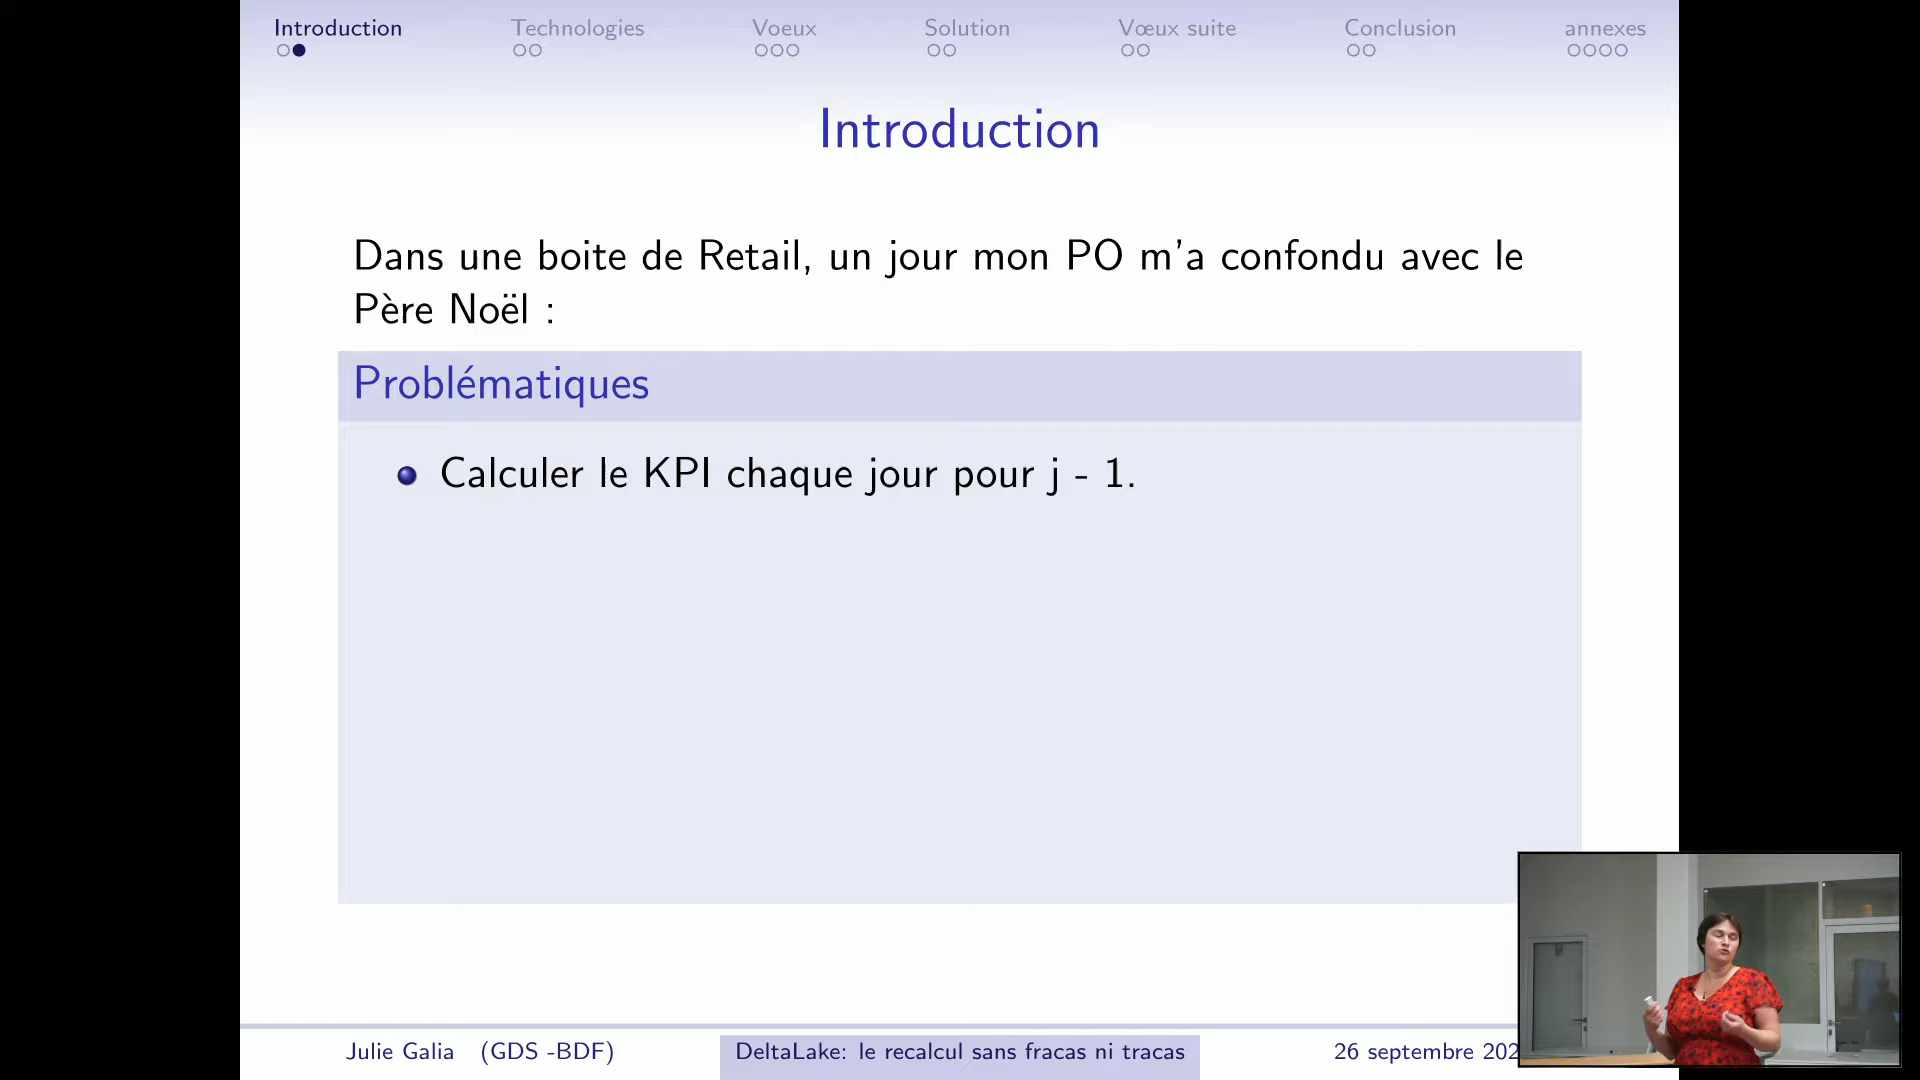 Introduction
Technologies
Voeux
Solution
Vœux suite
Conclusion
annexes
Introduction
Dans une boite de Retail, un jour mon PO m'a confondu avec le
Père Noël :
Problématiques
Calculer le KPI chaque jour pour j - 1.
Julie Galia (GDS -BDF)
DeltaLake: le recalcul sans fracas ni tracas
26 septembre 202